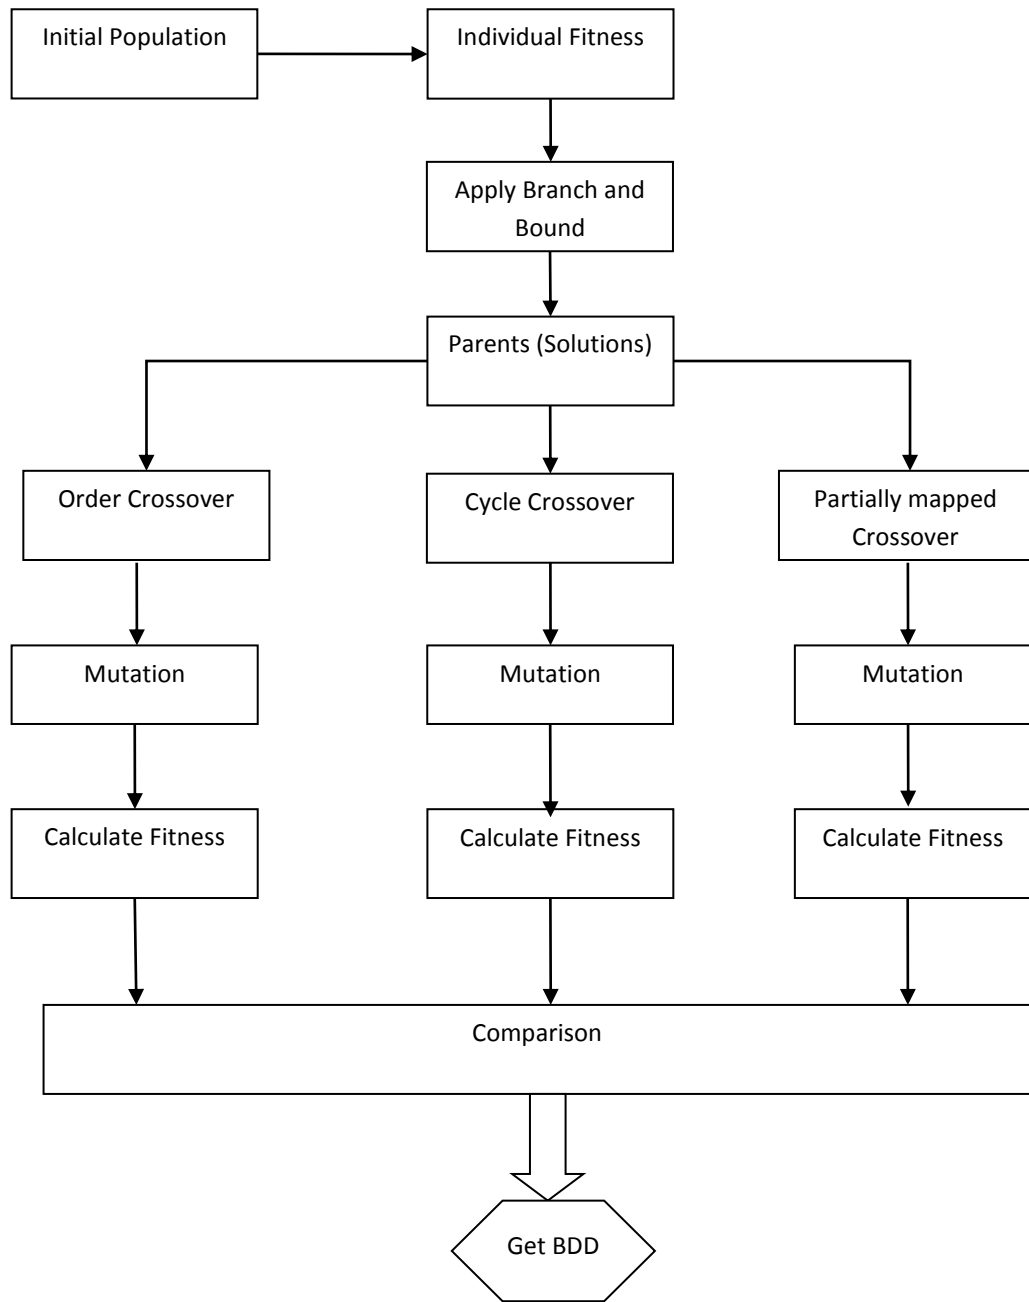 Initial Population
Individual Fitness
Apply Branch and
Bound
Parents (Solutions)
Order Crossover
Cycle Crossover
Partially mapped
Crossover
Mutation
Mutation
Mutation
Calculate Fitness
Calculate Fitness
Calculate Fitness
Comparison
Get BDD